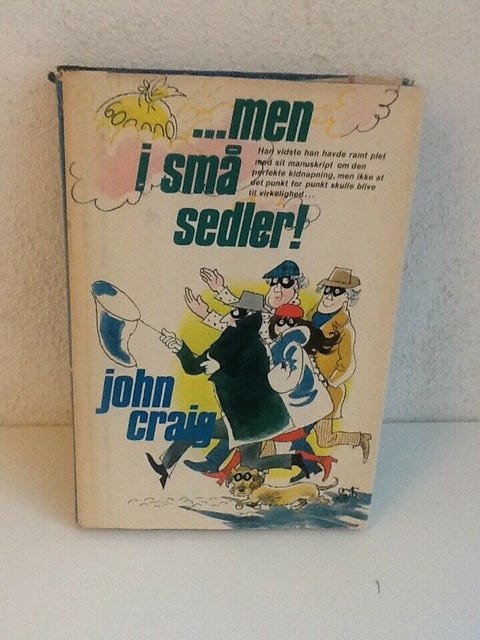 600000
...men
i små
sedler!
Han vidste han havde ramt plet
med sit manuskript om den
perfekte kidnapning, men ikke at
det punkt for punkt skulle blive
til virkelighed...
john
craig